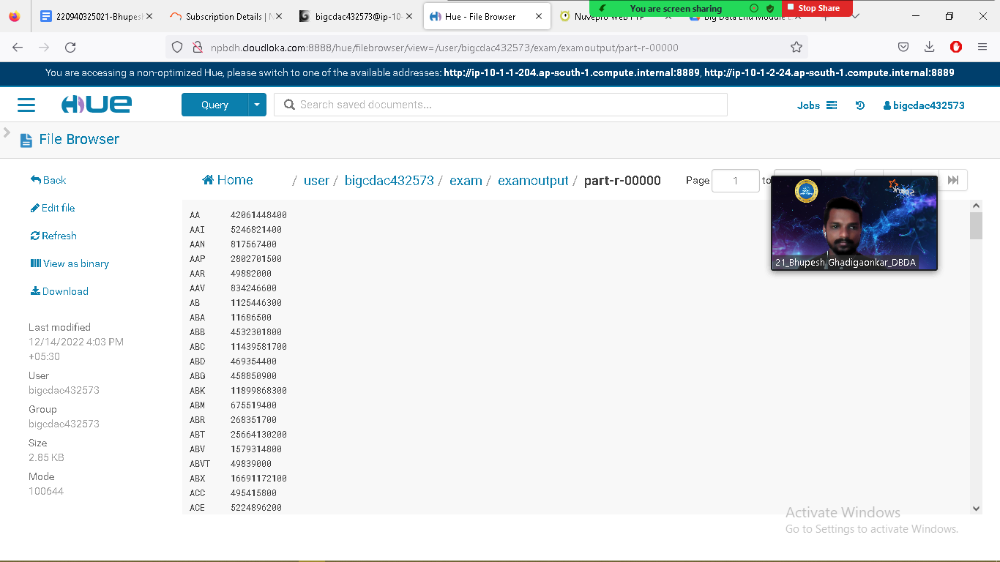 220940325021-Bhupesh
Subscription Details | N
bigcdac432573@ip-10-
Hue - File Browser
Nuvepro Web FTP
Big Data End Module E
You are screen sharing
Stop Share
npbdh.cloudloka.com:8888/hue/filebrowser/view=/user/bigcdac432573/exam/examoutput/part-r-00000
You are accessing a non-optimized Hue, please switch to one of the available addresses: http://ip-10-1-1-204.ap-south-1.compute.internal:8889, http://ip-10-1-2-24.ap-south-1.compute.internal:8889
HUE
Query
Search saved documents...
Jobs
bigcdac432573
File Browser
Back
Edit file
Refresh
View as binary
Download
Last modified
12/14/2022 4:03 PM
+05:30
User
bigcdac432573
Group
bigcdac432573
Size
2.85 KB
Mode
100644
Home / user / bigcdac432573 / exam / examoutput / part-r-00000
Page 1 to
AA 42061448400
AAI 5246821400
AAN 817567400
AAP 2802701500
AAR 49882000
AAV 834246600
AB 1125446300
ABA 11686500
ABB 4532301800
ABC 11439581700
ABD 469354400
ABG 458850900
ABK 11899868300
ABM 675519400
ABR 268351700
ABT 25664130200
ABV 1579314800
ABVT 49839000
ABX 16691172100
ACC 495415800
ACE 5224896200
21_Bhupesh Ghadigaonkar_DBDA
Activate Windows
Go to Settings to activate Windows.